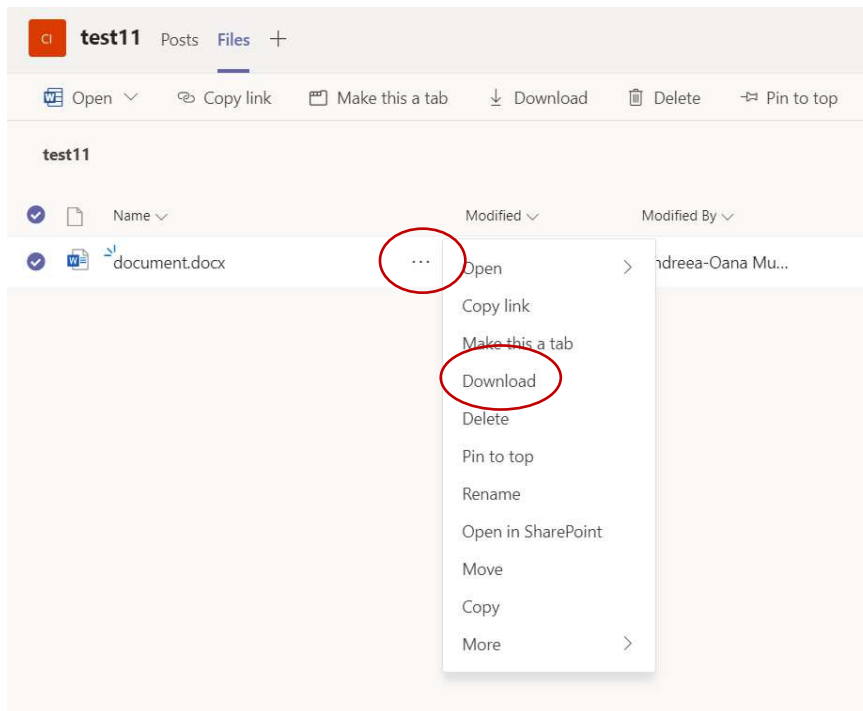 CI test11 Posts Files
Open Copy link Make this a tab Download Delete Pin to top
test11
Name Modified Modified By
document.docx ... Open ndreea-Oana Mu...
Copy link
Make this a tab
Download
Delete
Pin to top
Rename
Open in SharePoint
Move
Copy
More